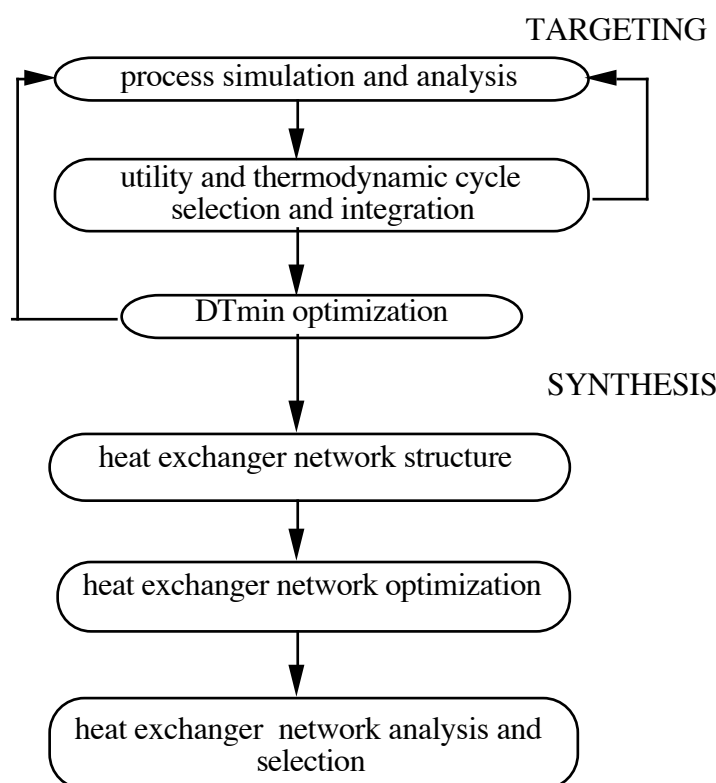 TARGETING
process simulation and analysis
utility and thermodynamic cycle
selection and integration
DTmin optimization
SYNTHESIS
heat exchanger network structure
heat exchanger network optimization
heat exchanger network analysis and
selection